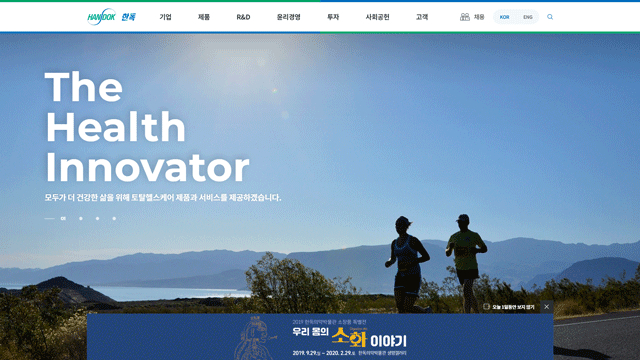 HANDOK 한독
기업 제품 R&D 윤리경영 투자 사회공헌 고객 채용 KOR ENG
The
Health
Innovator
모두가 더 건강한 삶을 위해 토탈헬스케어 제품과 서비스를 제공하겠습니다.
오늘 1일동안 보지 않기
2019 한독의약박물관 소장품 특별전
우리 몸의 소화 이야기
2019. 9.29.일 ~ 2020. 2.29.토 한독의약박물관 생명갤러리